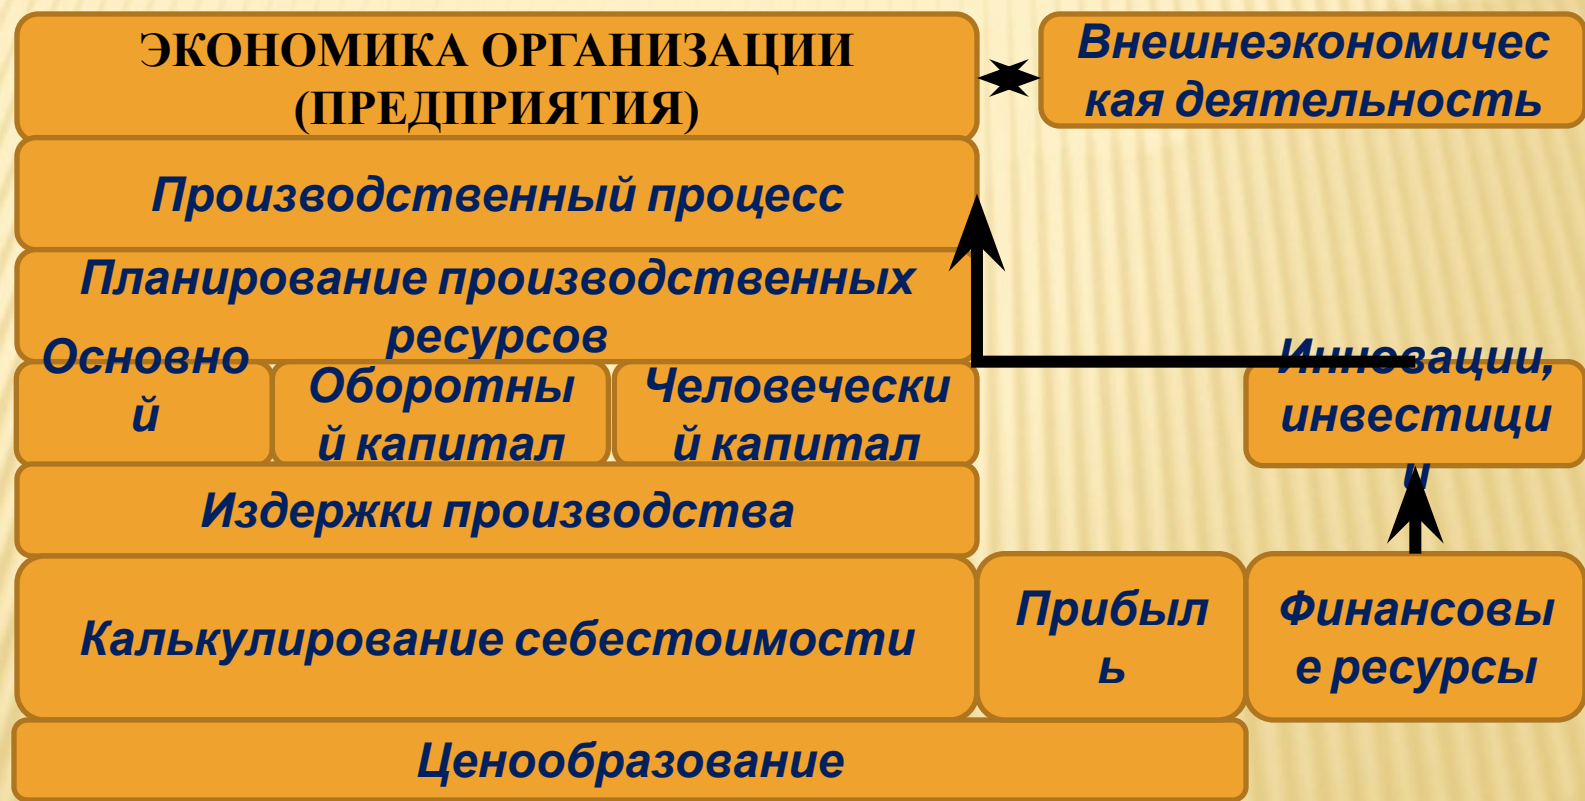 ЭКОНОМИКА ОРГАНИЗАЦИИ
(ПРЕДПРИЯТИЯ)
Внешнеэкономичес
кая деятельность
Производственный процесс
Планирование производственных
ресурсов
Основно
й
Оборотны
й капитал
Человечески
й капитал
Инновации,
инвестици
и
Издержки производства
Калькулирование себестоимости
Прибыл
ь
Финансовы
е ресурсы
Ценообразование